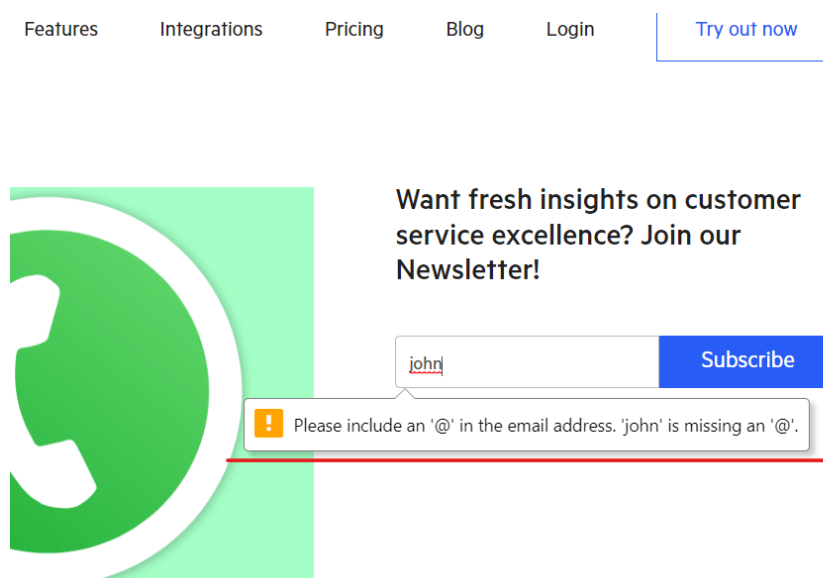 Features Integrations Pricing Blog Login Try out now
Want fresh insights on customer
service excellence? Join our
Newsletter!
john Subscribe
! Please include an '@' in the email address. 'john' is missing an '@'.